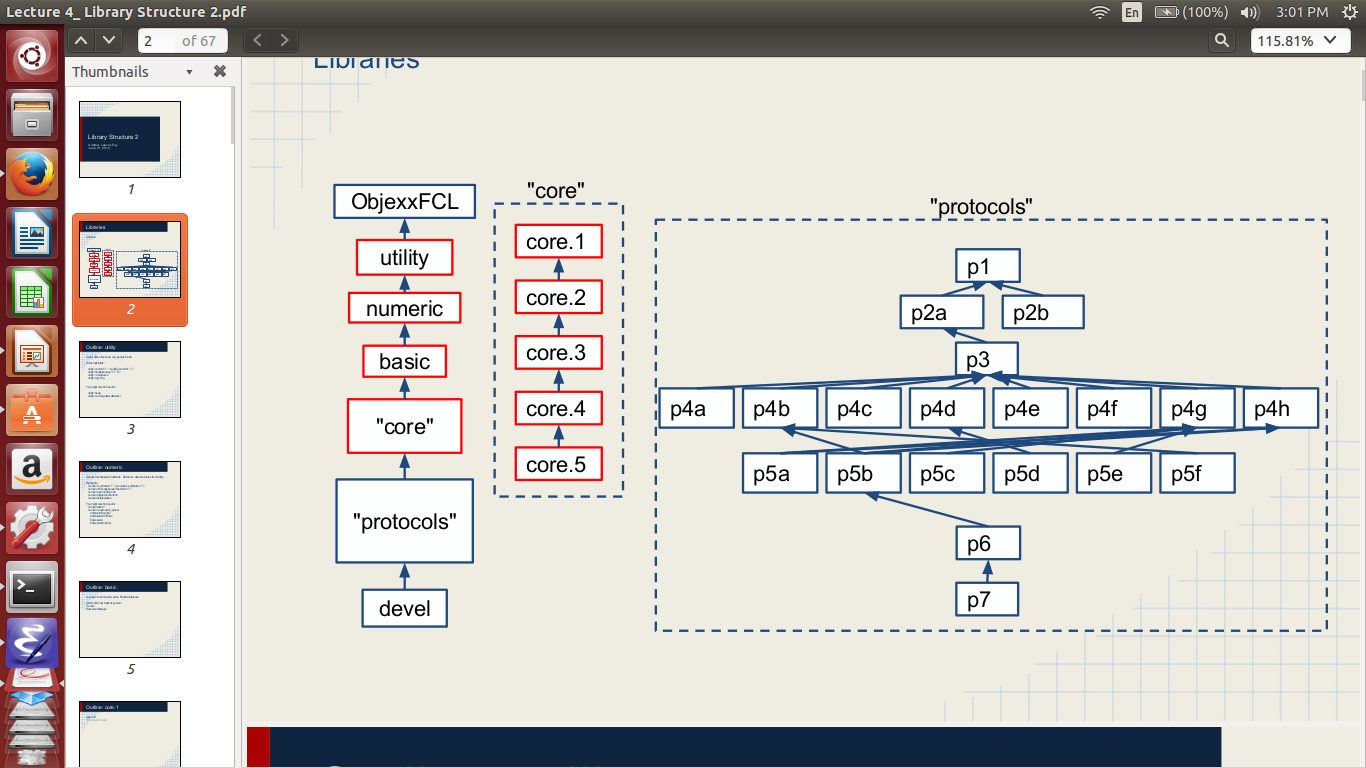 Lecture 4_ Library Structure 2.pdf
En
(100%)
3:01 PM
2
of 67
115.81%
Thumbnails
Library Structure 2
1
Libraries
2
Outline: utility
3
Outline: numeric
4
Outline: basic
5
Outline: core.1
Libraries
ObjexxFCL
utility
numeric
basic
"core"
"protocols"
devel
"core"
core.1
core.2
core.3
core.4
core.5
"protocols"
p1
p2a
p2b
p3
p4a
p4b
p4c
p4d
p4e
p4f
p4g
p4h
p5a
p5b
p5c
p5d
p5e
p5f
p6
p7